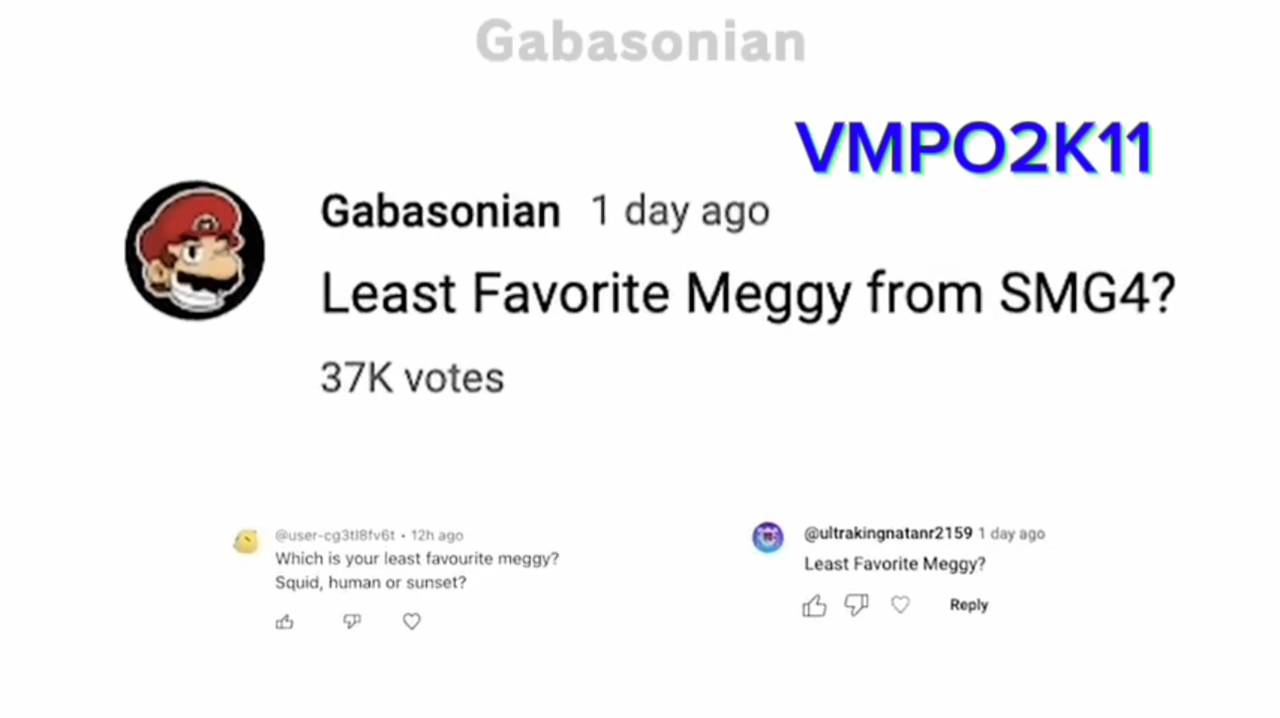 Gabasonian
VMPO2K11
Gabasonian 1 day ago
Least Favorite Meggy from SMG4?
37K votes
@user-cg3tl8fv6t • 12h ago
Which is your least favourite meggy?
Squid, human or sunset?
@ultrakingnatanr2159 1 day ago
Least Favorite Meggy?
Reply